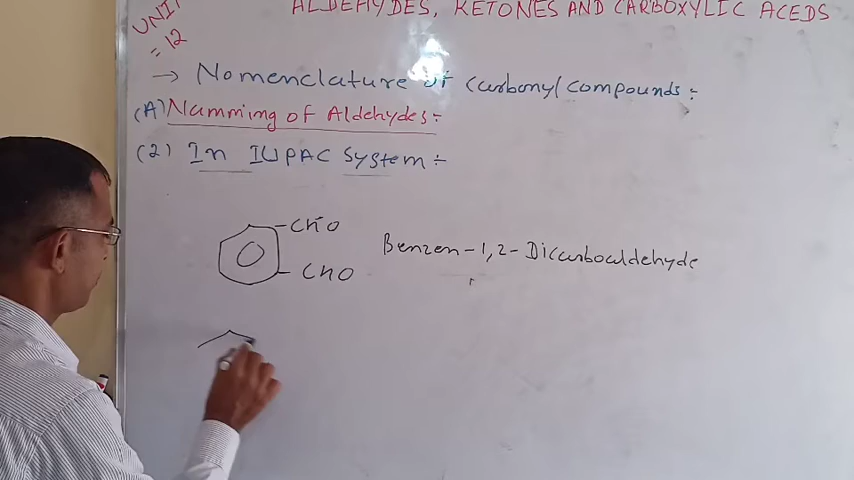 UNIT
= 12
ALDEHYDES, KETONES AND CARBOXYLIC ACEDS
→ Nomenclature of carbonyl compounds:
(A) Namming of Aldehydes:
(2) In IUPAC System ÷
CHO
CHO
Benzen-1,2-Dicarboaldehyde